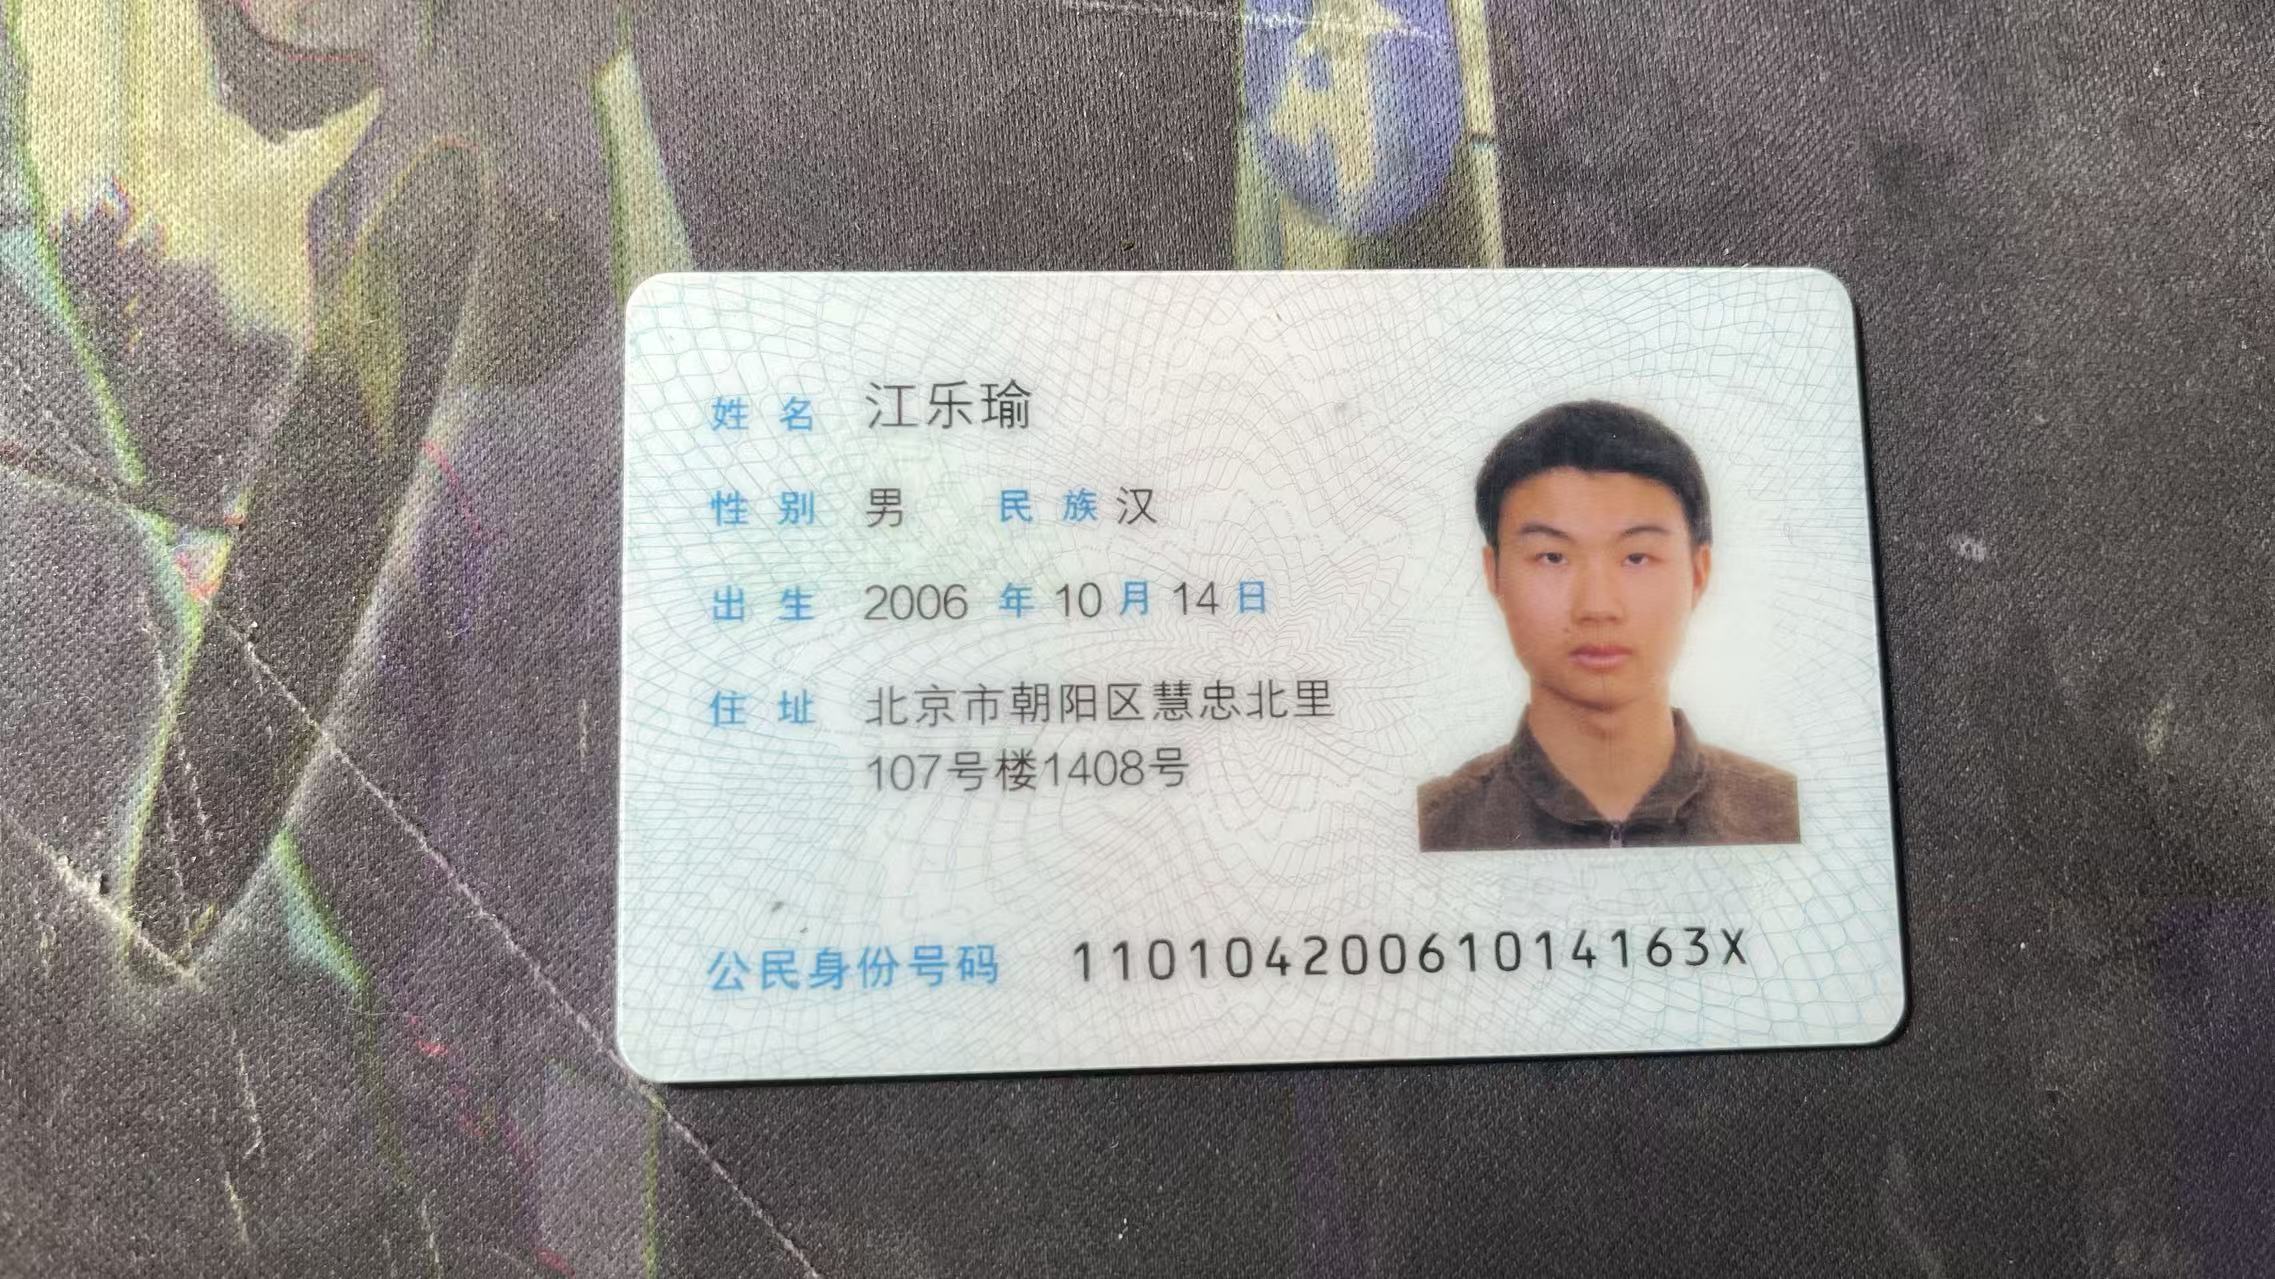 姓名 江乐瑜
性别 男 民族 汉
出生 2006 年 10 月 14 日
住址 北京市朝阳区慧忠北里
107号楼1408号
公民身份号码 11010420061014163X